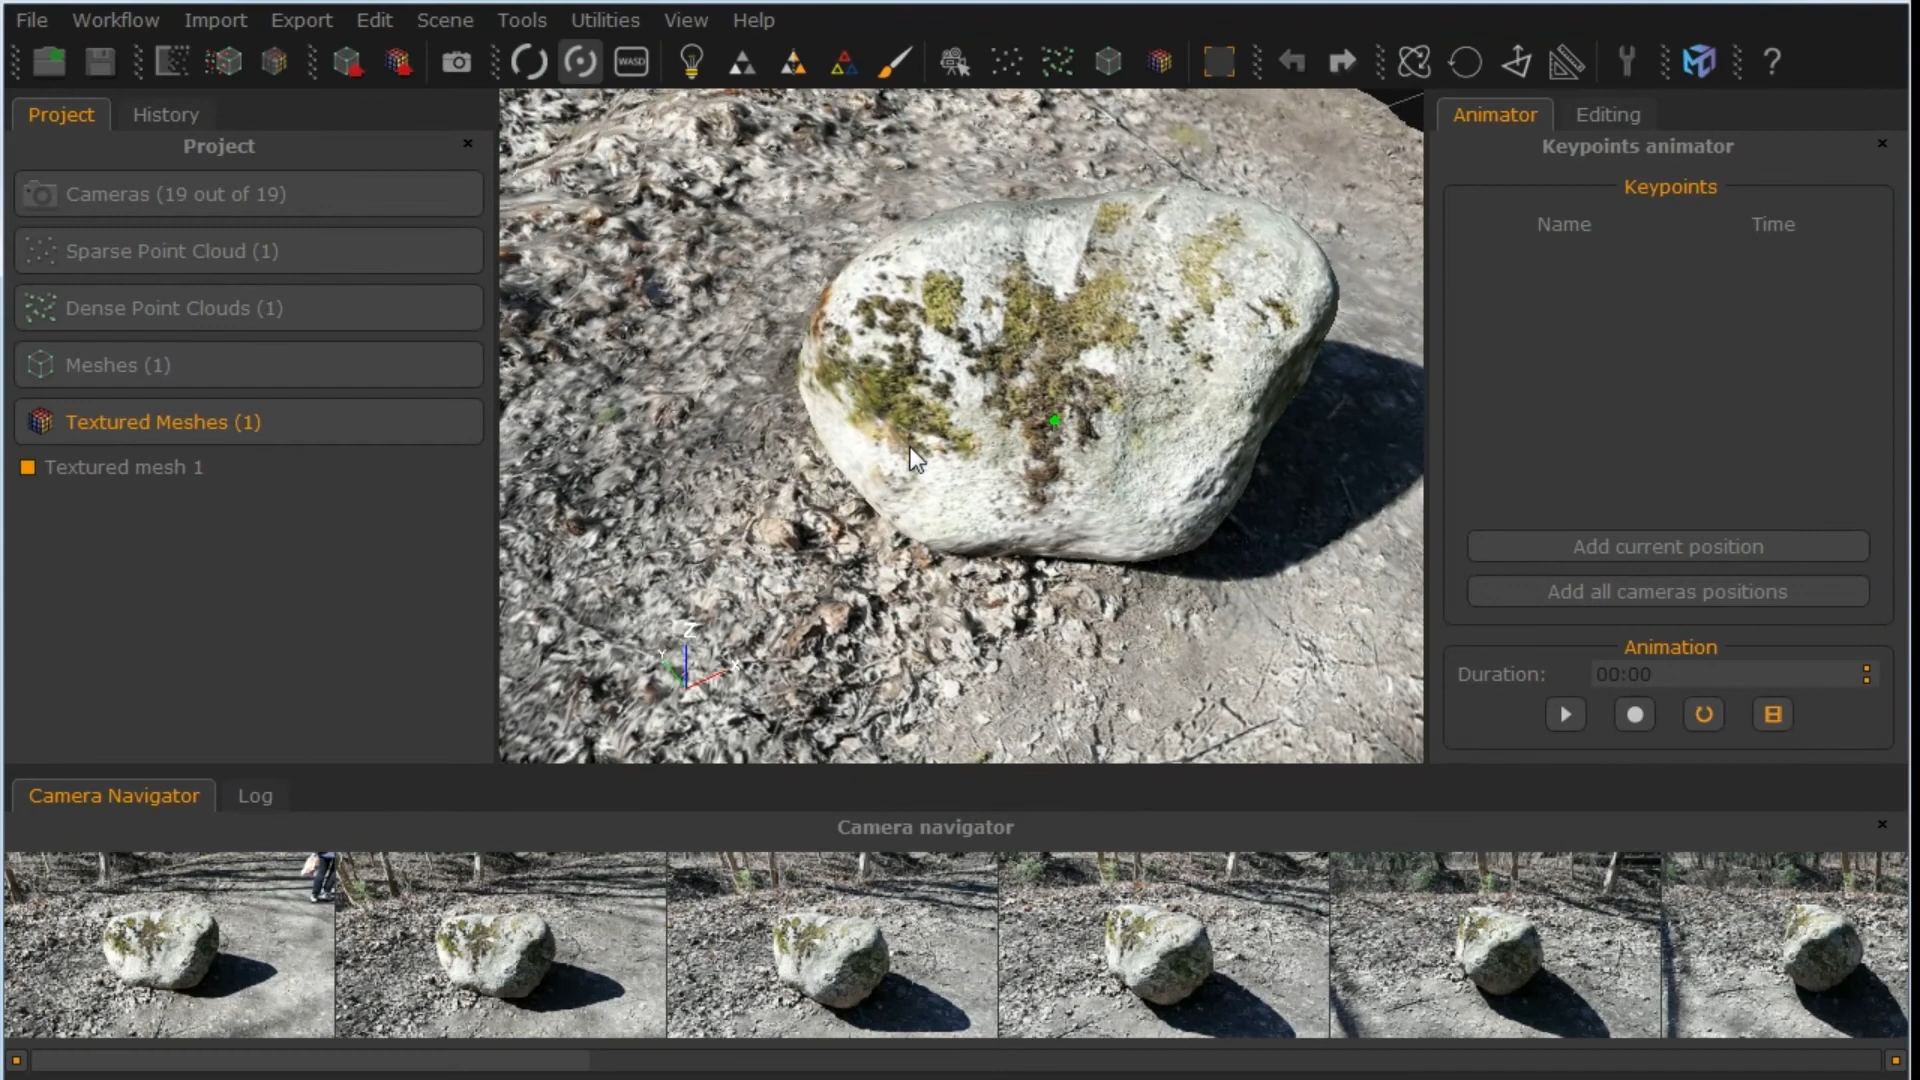 File Workflow Import Export Edit Scene Tools Utilities View Help
WASD
?
Project History
Project
Cameras (19 out of 19)
Sparse Point Cloud (1)
Dense Point Clouds (1)
Meshes (1)
Textured Meshes (1)
Textured mesh 1
Z
Y
X
Animator Editing
Keypoints animator
Keypoints
Name Time
Add current position
Add all cameras positions
Animation
Duration: 00:00
Camera Navigator Log
Camera navigator